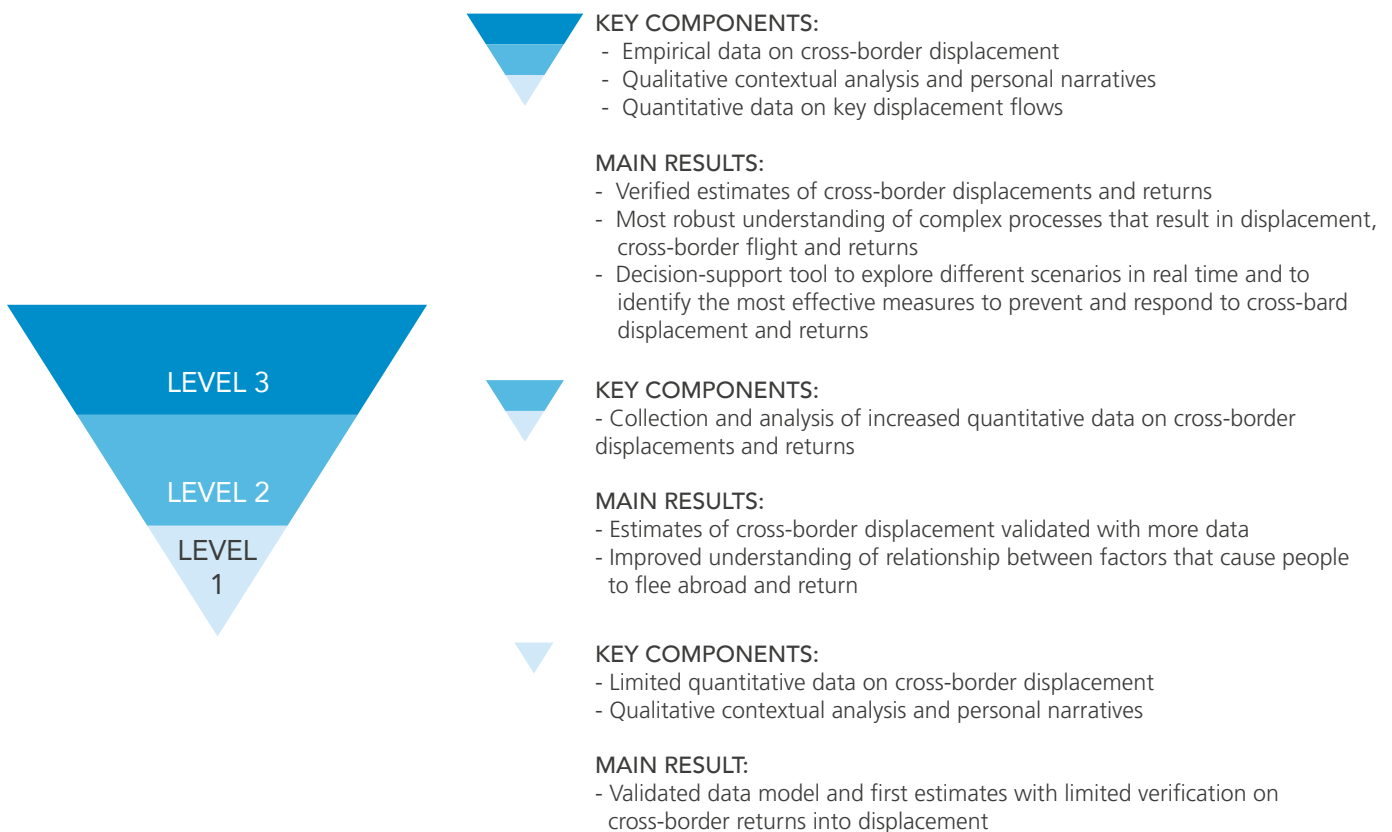 KEY COMPONENTS:
- Empirical data on cross-border displacement
- Qualitative contextual analysis and personal narratives
- Quantitative data on key displacement flows
MAIN RESULTS:
- Verified estimates of cross-border displacements and returns
- Most robust understanding of complex processes that result in displacement,
cross-border flight and returns
- Decision-support tool to explore different scenarios in real time and to
identify the most effective measures to prevent and respond to cross-bard
displacement and returns
LEVEL 3
LEVEL 2
LEVEL
1
KEY COMPONENTS:
- Collection and analysis of increased quantitative data on cross-border
displacements and returns
MAIN RESULTS:
- Estimates of cross-border displacement validated with more data
- Improved understanding of relationship between factors that cause people
to flee abroad and return
KEY COMPONENTS:
- Limited quantitative data on cross-border displacement
- Qualitative contextual analysis and personal narratives
MAIN RESULT:
- Validated data model and first estimates with limited verification on
cross-border returns into displacement